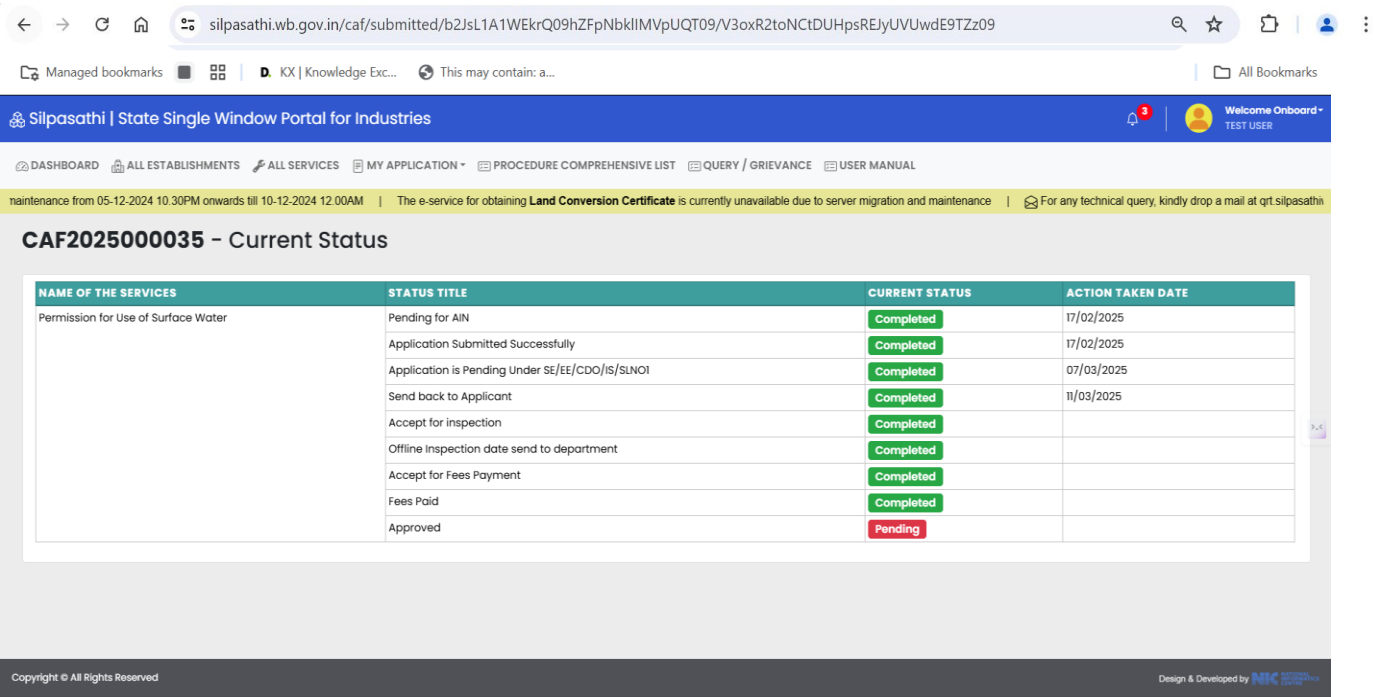 silpasathi.wb.gov.in/caf/submitted/b2JsL1A1WEkrQ09hZFpNbklIMVpUQT09/V3oxR2toNCtDUHpsREJyUVUwdE9TZz09
Managed bookmarks D. KX | Knowledge Exc... This may contain: a... All Bookmarks
Silpasathi | State Single Window Portal for Industries 3 Welcome Onboard
TEST USER
DASHBOARD ALL ESTABLISHMENTS ALL SERVICES MY APPLICATION PROCEDURE COMPREHENSIVE LIST QUERY / GRIEVANCE USER MANUAL
maintenance from 05-12-2024 10.30PM onwards till 10-12-2024 12.00AM | The e-service for obtaining Land Conversion Certificate is currently unavailable due to server migration and maintenance | For any technical query, kindly drop a mail at qrt.silpasathi
CAF2025000035 - Current Status
NAME OF THE SERVICES STATUS TITLE CURRENT STATUS ACTION TAKEN DATE
Permission for Use of Surface Water Pending for AIN Completed 17/02/2025
Application Submitted Successfully Completed 17/02/2025
Application is Pending Under SE/EE/CDO/IS/SLNO1 Completed 07/03/2025
Send back to Applicant Completed 11/03/2025
Accept for inspection Completed
Offline Inspection date send to department Completed
Accept for Fees Payment Completed
Fees Paid Completed
Approved Pending
Copyright © All Rights Reserved Design & Developed by NIC NATIONAL
INFORMATICS
CENTRE